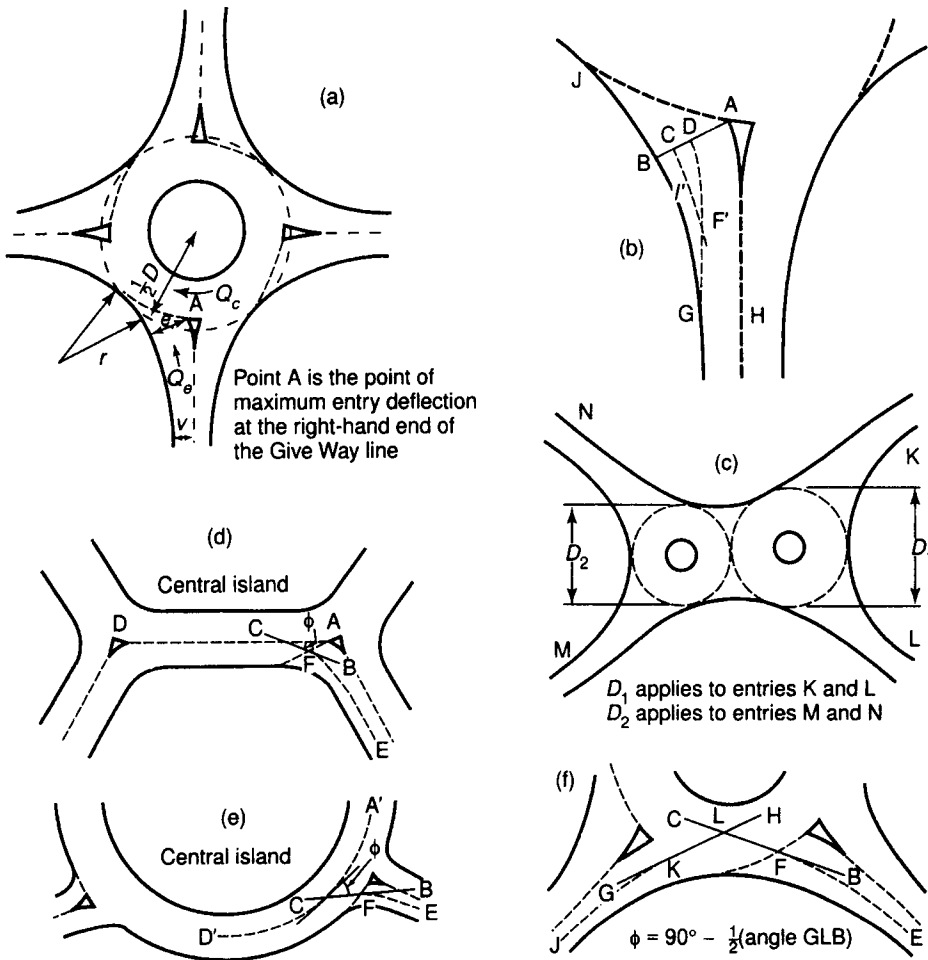 (a)
½D
Q_c
A
e
r
Q_e
v
Point A is the point of
maximum entry deflection
at the right-hand end of
the Give Way line
(b)
J
A
C D
B
F'
G
H
(c)
N
K
D₂
M
L
D₁ applies to entries K and L
D₂ applies to entries M and N
(d)
Central island
D
C
ϕ
A
F
B
E
(e)
Central island
A'
ϕ
C
B
F
E
D'
(f)
C
L
H
G
K
F
B
J
E
ϕ = 90° − ½(angle GLB)